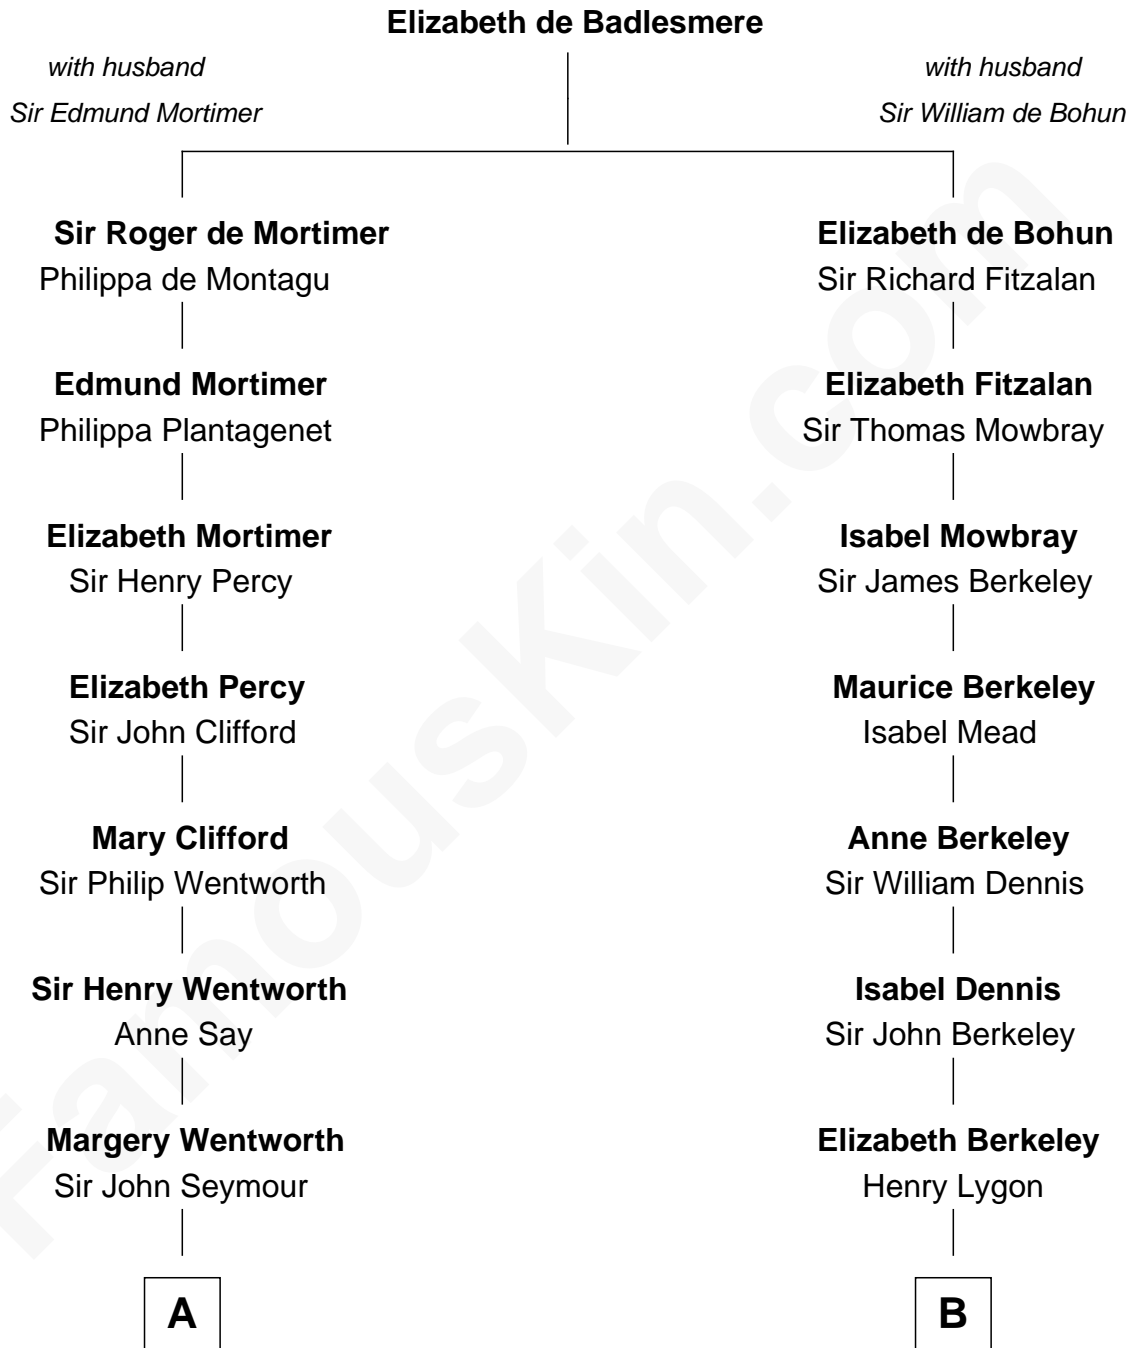 Elizabeth de Badlesmere
with husband
Sir Edmund Mortimer
with husband
Sir William de Bohun
Sir Roger de Mortimer
Philippa de Montagu
Elizabeth de Bohun
Sir Richard Fitzalan
Edmund Mortimer
Philippa Plantagenet
Elizabeth Fitzalan
Sir Thomas Mowbray
Elizabeth Mortimer
Sir Henry Percy
Isabel Mowbray
Sir James Berkeley
Elizabeth Percy
Sir John Clifford
Maurice Berkeley
Isabel Mead
Mary Clifford
Sir Philip Wentworth
Anne Berkeley
Sir William Dennis
Sir Henry Wentworth
Anne Say
Isabel Dennis
Sir John Berkeley
Margery Wentworth
Sir John Seymour
Elizabeth Berkeley
Henry Lygon
A
B
FamousKin.com